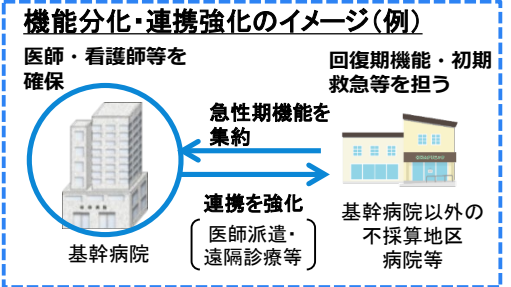 機能分化・連携強化のイメージ（例）
医師・看護師等を
確保
回復期機能・初期
救急等を担う
急性期機能を
集約
連携を強化
医師派遣・
遠隔診療等
基幹病院
基幹病院以外の
不採算地区
病院等